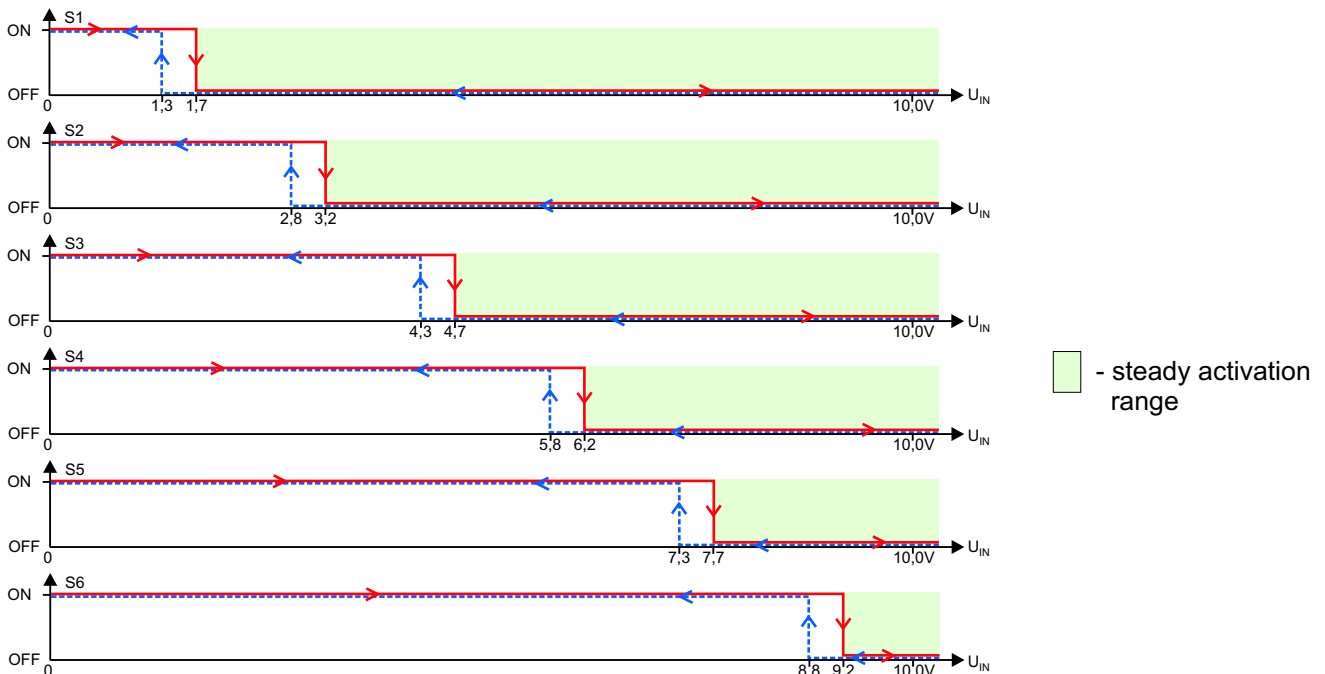 S1
ON
OFF
0
1,3 1,7 10,0V
U_IN
S2
ON
OFF
0
2,8 3,2 10,0V
U_IN
S3
ON
OFF
0
4,3 4,7 10,0V
U_IN
S4
ON
OFF
0
5,8 6,2 10,0V
U_IN
- steady activation
range
S5
ON
OFF
0
7,3 7,7 10,0V
U_IN
S6
ON
OFF
0
8,8 9,2 10,0V
U_IN